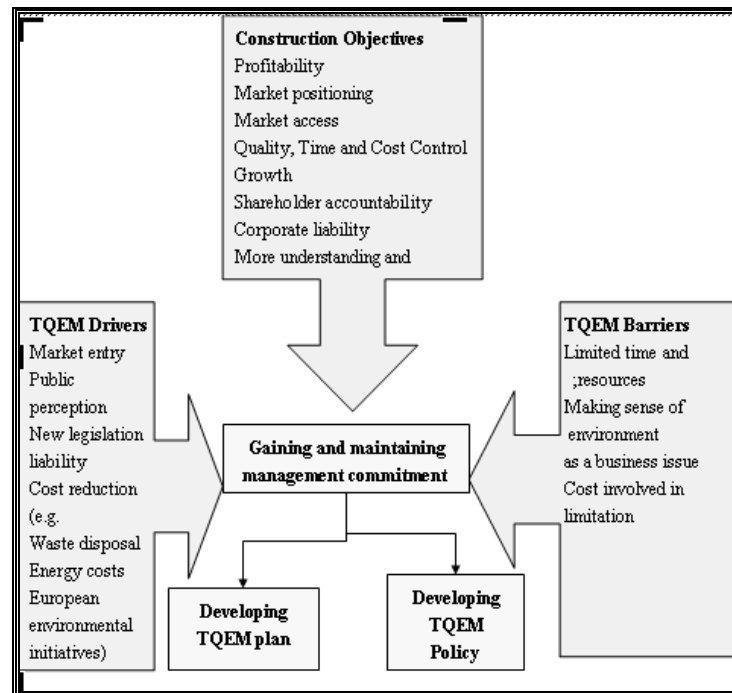 Construction Objectives
Profitability
Market positioning
Market access
Quality, Time and Cost Control
Growth
Shareholder accountability
Corporate liability
More understanding and
TQEM Drivers
Market entry
Public
perception
New legislation
liability
Cost reduction
(e.g.
Waste disposal
Energy costs
European
environmental
initiatives)
TQEM Barriers
Limited time and
;resources
Making sense of
environment
as a business issue
Cost involved in
limitation
Gaining and maintaining
management commitment
Developing
TQEM plan
Developing
TQEM
Policy